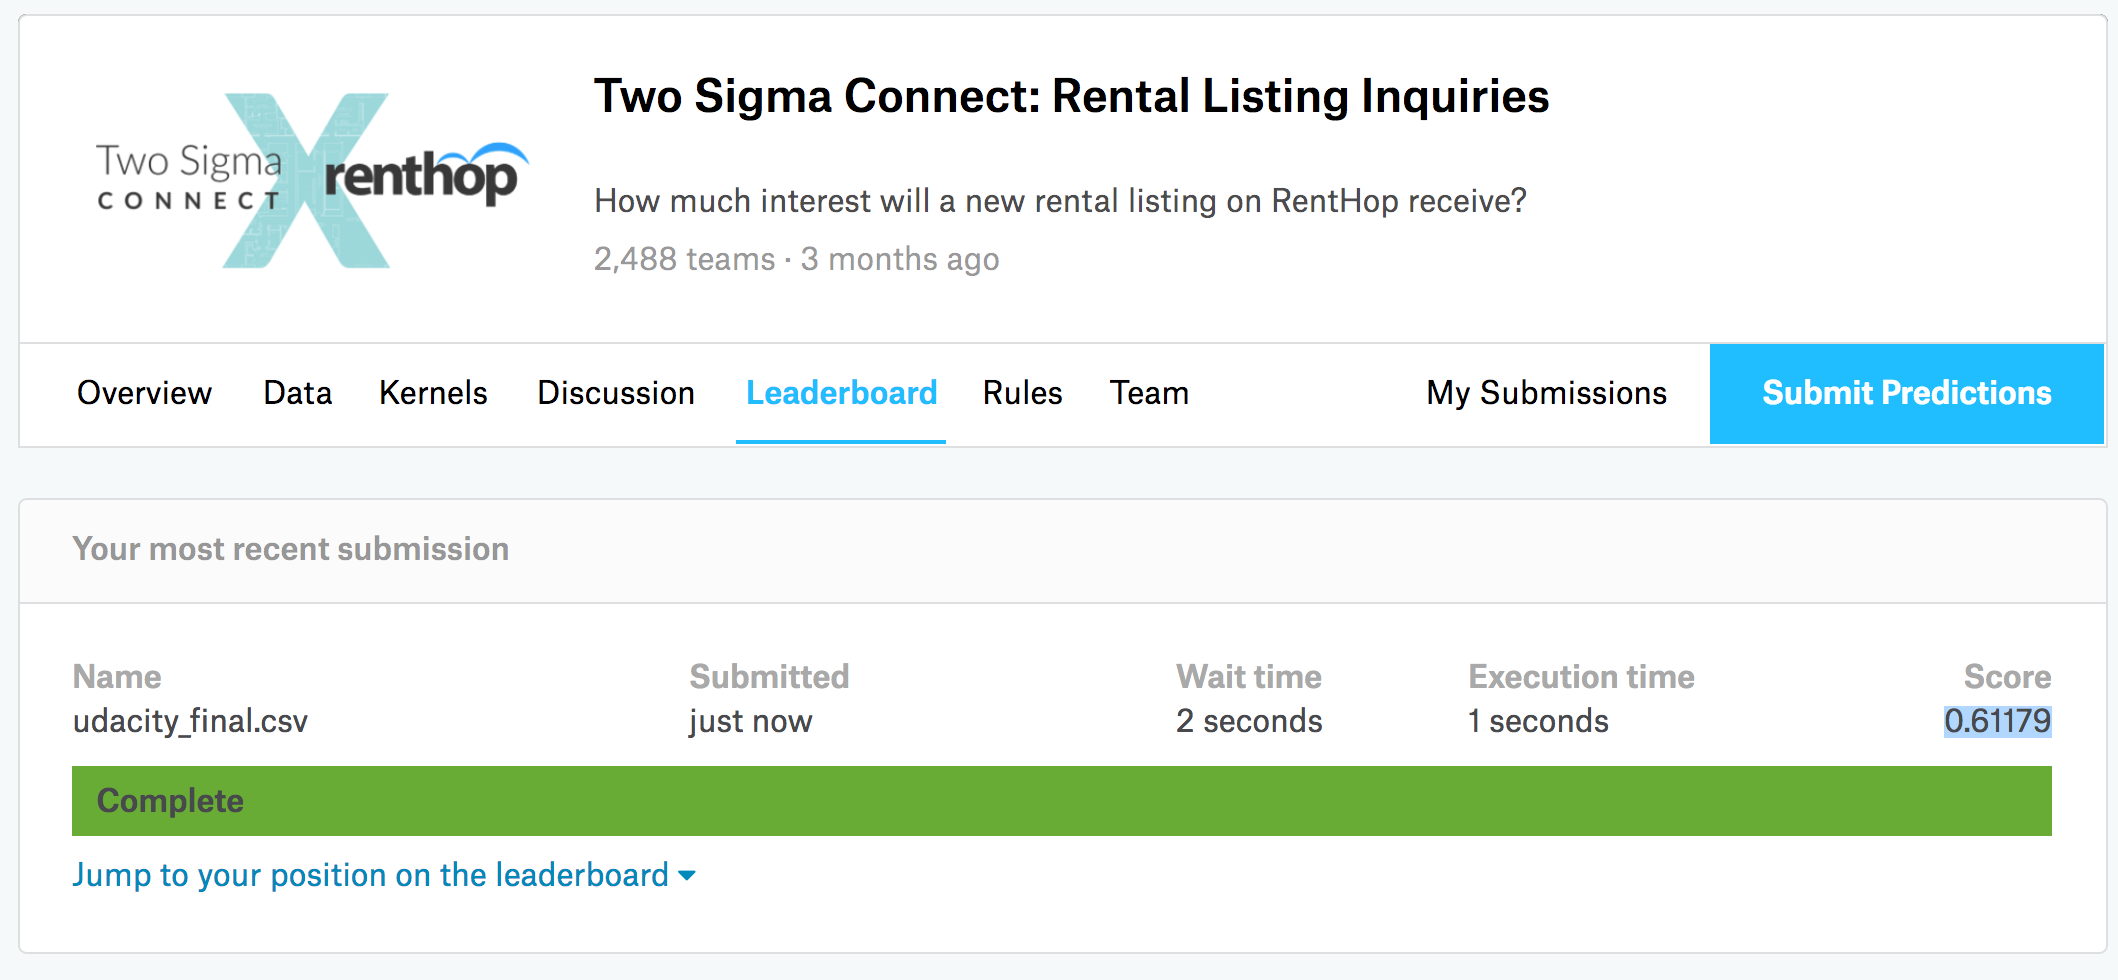 Two Sigma Connect: Rental Listing Inquiries
Two Sigma
CONNECT
X
renthop
How much interest will a new rental listing on RentHop receive?
2,488 teams · 3 months ago
Overview Data Kernels Discussion Leaderboard Rules Team My Submissions Submit Predictions
Your most recent submission
Name Submitted Wait time Execution time Score
udacity_final.csv just now 2 seconds 1 seconds 0.61179
Complete
Jump to your position on the leaderboard